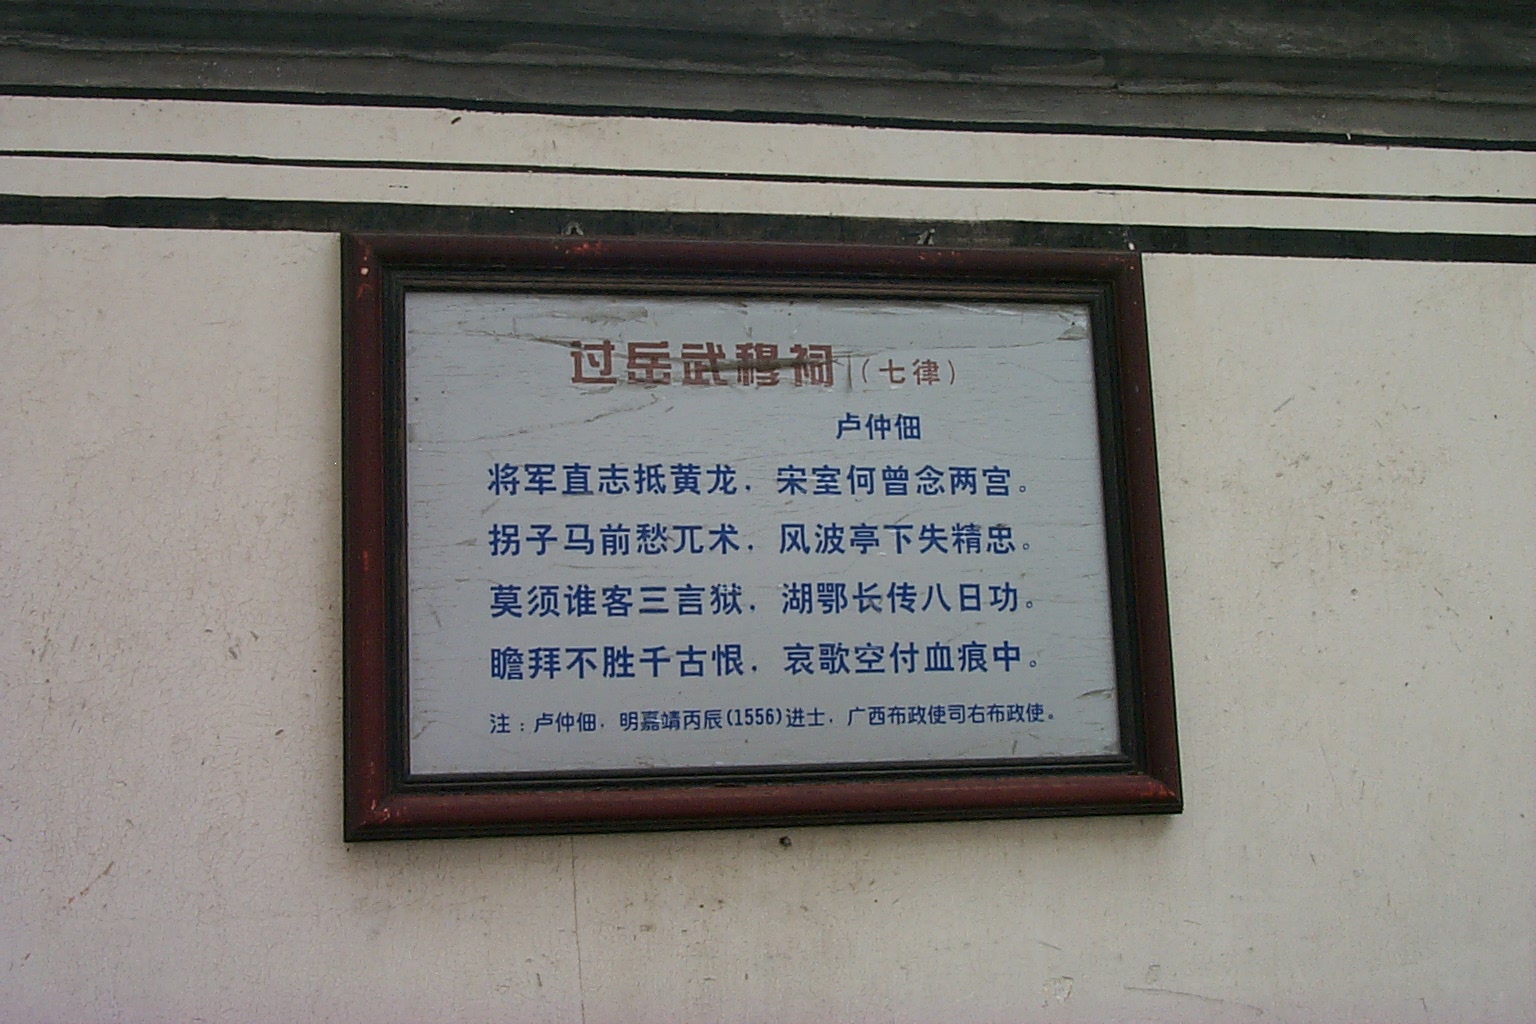 过岳武穆祠（七律）
卢仲佃
将军直志抵黄龙，宋室何曾念两宫。
拐子马前愁兀术，风波亭下失精忠。
莫须谁客三言狱，湖鄂长传八日功。
瞻拜不胜千古恨，哀歌空付血痕中。
注：卢仲佃，明嘉靖丙辰(1556)进士，广西布政使司右布政使。